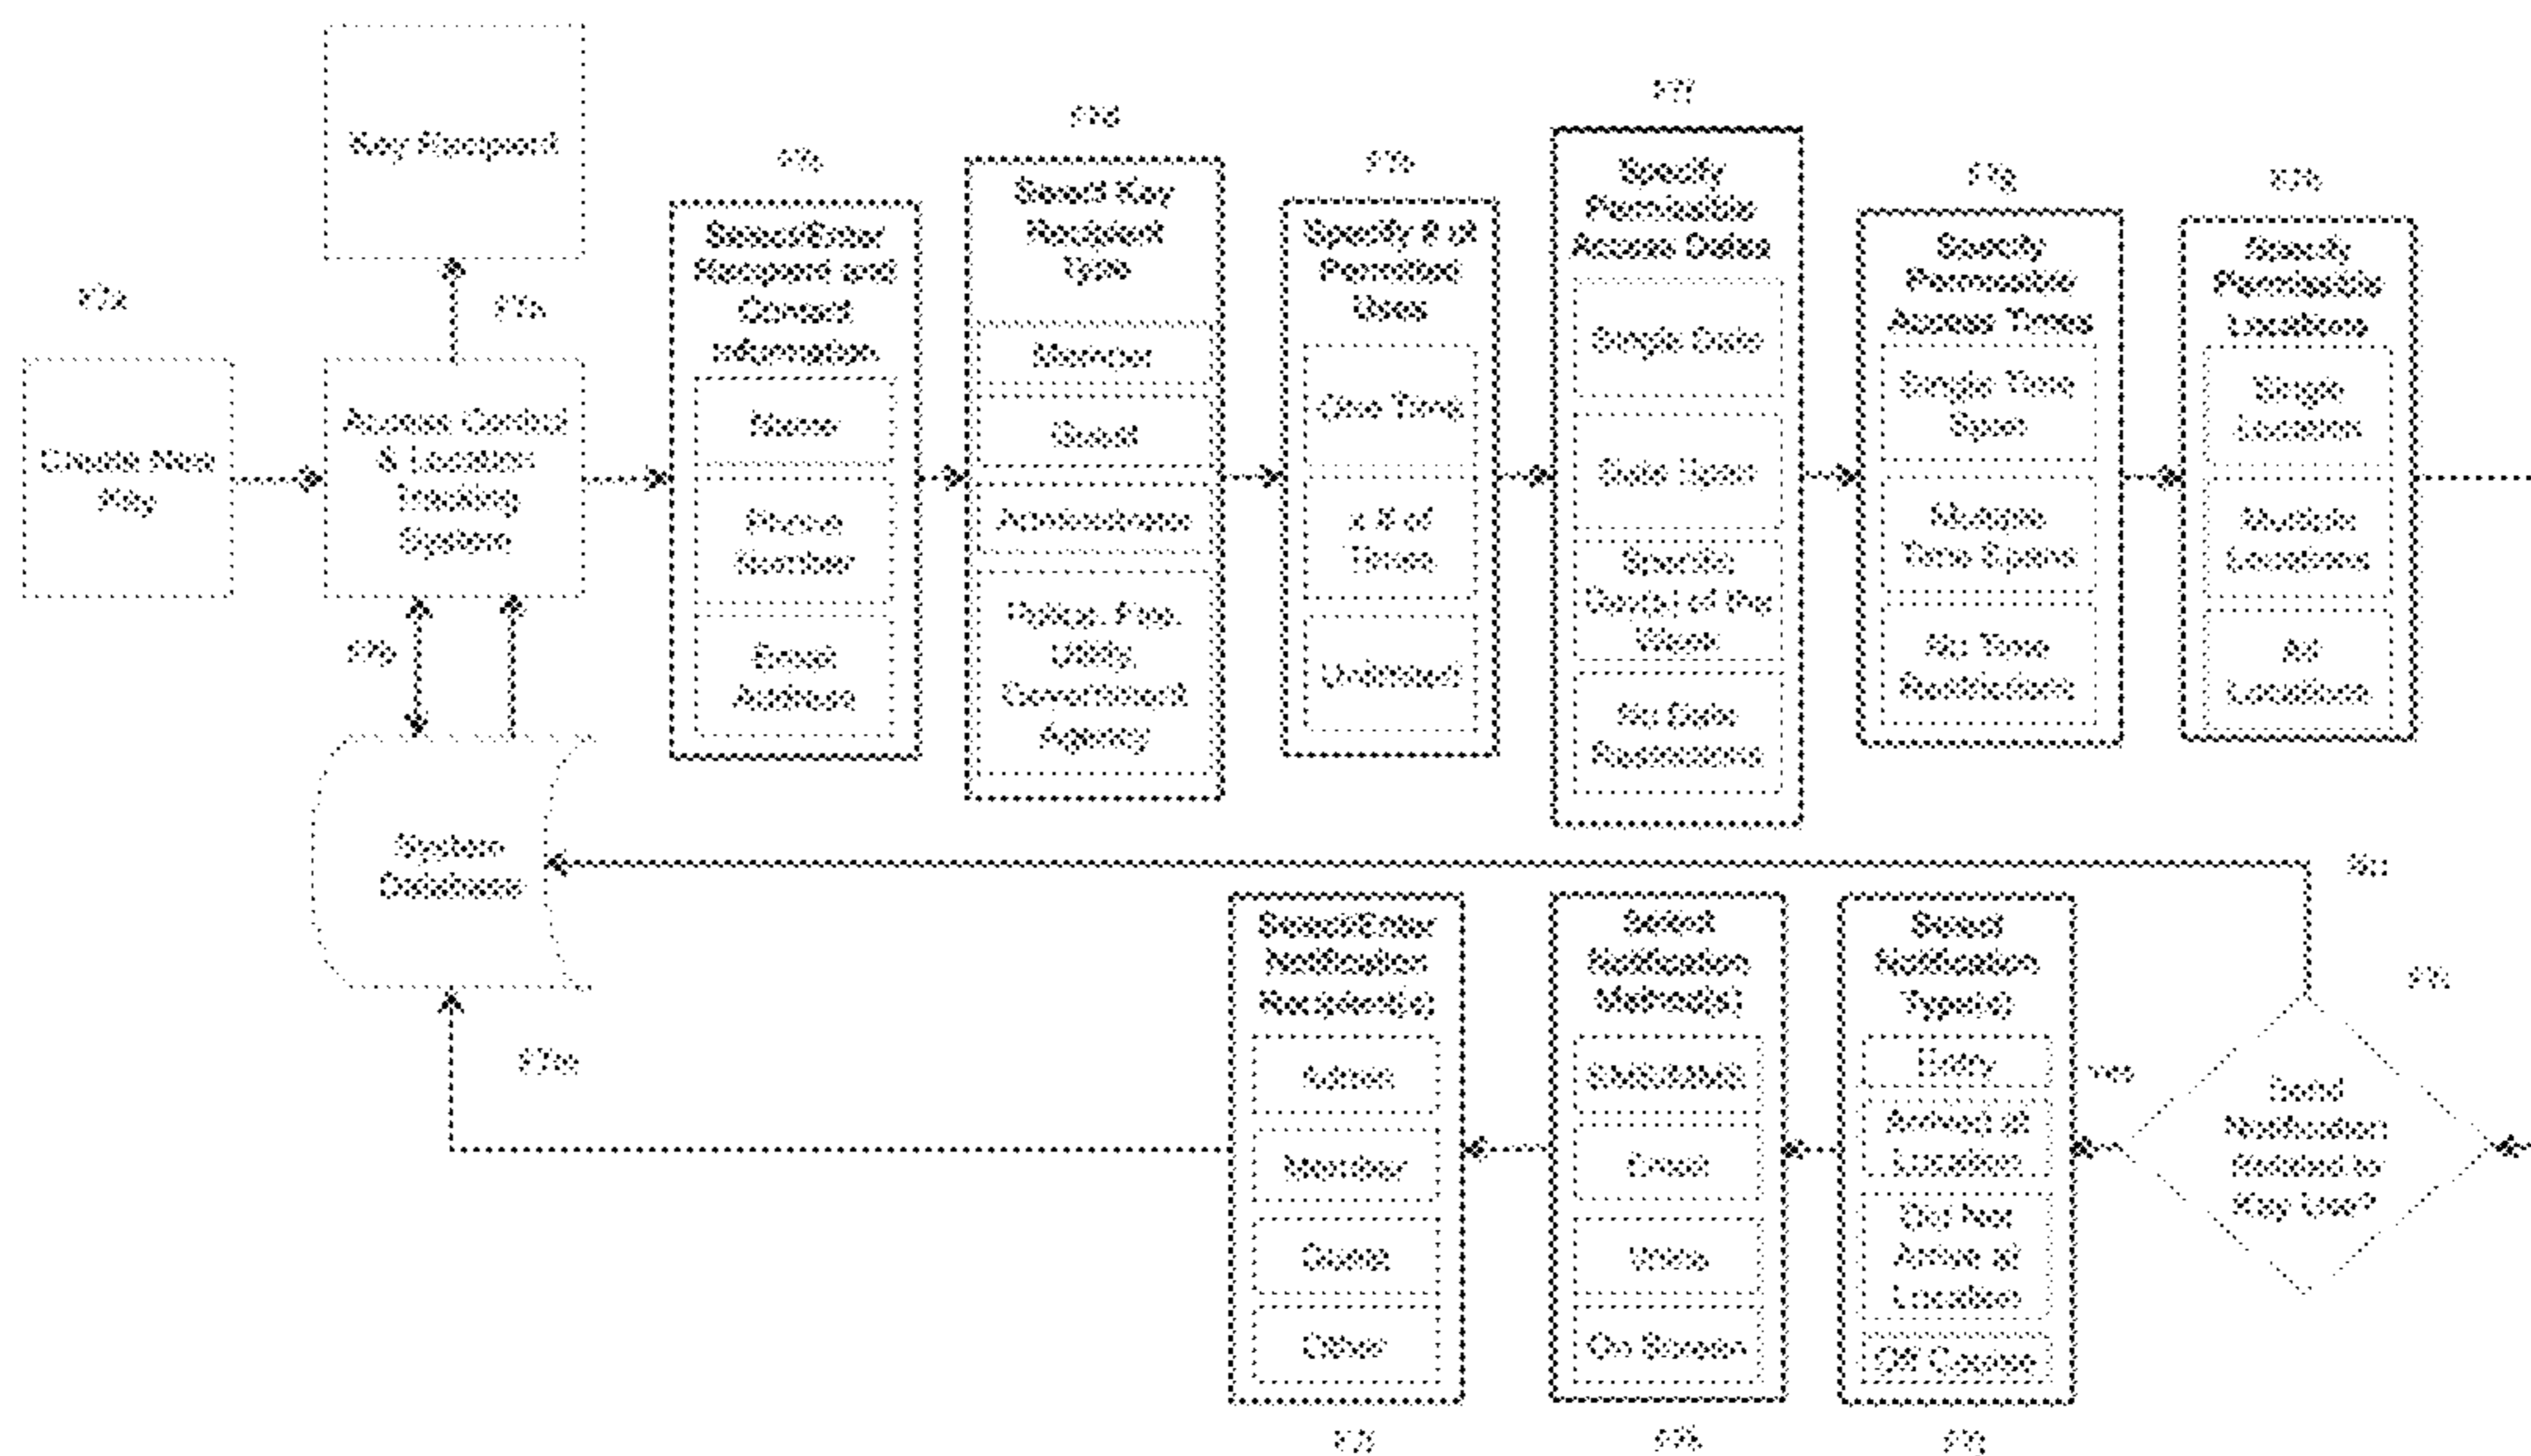 Key Recipient
Create New
Key
Access Control
& Location
Tracking
System
System
Database
Select/Enter
Recipient and
Contact
Information
Name
Phone
Number
Email
Address
Select Key
Recipient
Type
Member
Guest
Administrator
Police, Fire,
Utility,
Government
Agency
Specify # of
Permitted
Uses
One Time
x # of
Times
Unlimited
Specify
Permissible
Access Dates
Single Date
Date Span
Specific
Day(s) of the
Week
No Date
Restrictions
Specify
Permissible
Access Times
Single Time
Span
Multiple
Time Spans
No Time
Restrictions
Specify
Permissible
Locations
Single
Location
Multiple
Locations
All
Locations
Send
Notification
Related to
Key Use?
Select
Notification
Type(s)
Entry
Arrived at
Location
Did Not
Arrive at
Location
Off Course
Select
Notification
Method(s)
SMS/MMS
Email
Voice
On Screen
Select/Enter
Notification
Recipient(s)
Admin
Member
Guest
Other